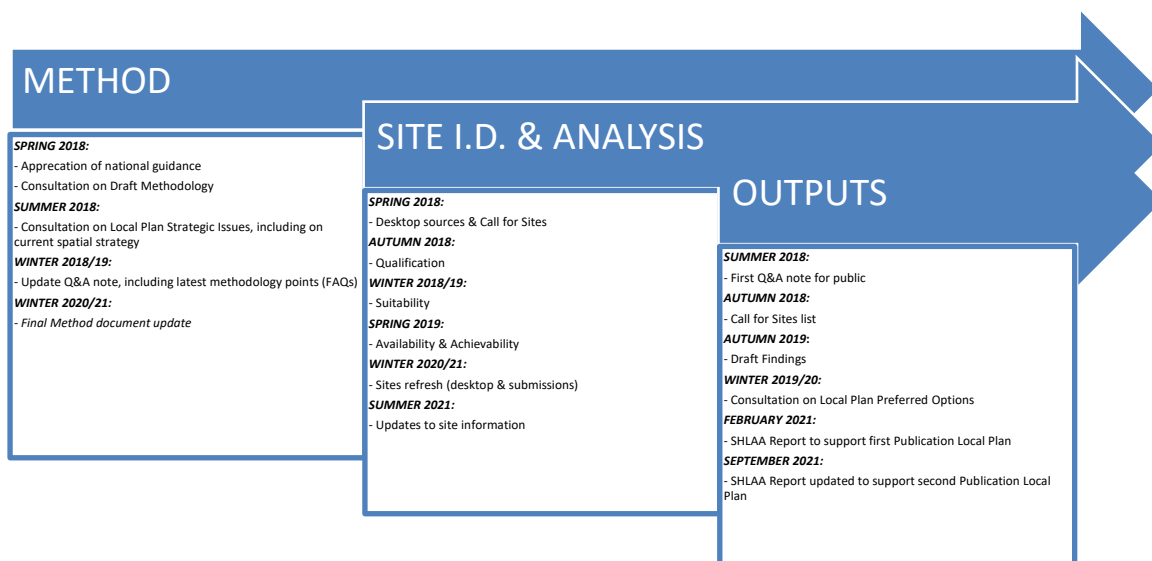 METHOD
SPRING 2018:
- Apprecation of national guidance
- Consultation on Draft Methodology
SUMMER 2018:
- Consultation on Local Plan Strategic Issues, including on
current spatial strategy
WINTER 2018/19:
- Update Q&A note, including latest methodology points (FAQs)
WINTER 2020/21:
- Final Method document update
SITE I.D. & ANALYSIS
SPRING 2018:
- Desktop sources & Call for Sites
AUTUMN 2018:
- Qualification
WINTER 2018/19:
- Suitability
SPRING 2019:
- Availability & Achievability
WINTER 2020/21:
- Sites refresh (desktop & submissions)
SUMMER 2021:
- Updates to site information
OUTPUTS
SUMMER 2018:
- First Q&A note for public
AUTUMN 2018:
- Call for Sites list
AUTUMN 2019:
- Draft Findings
WINTER 2019/20:
- Consultation on Local Plan Preferred Options
FEBRUARY 2021:
- SHLAA Report to support first Publication Local Plan
SEPTEMBER 2021:
- SHLAA Report updated to support second Publication Local
Plan